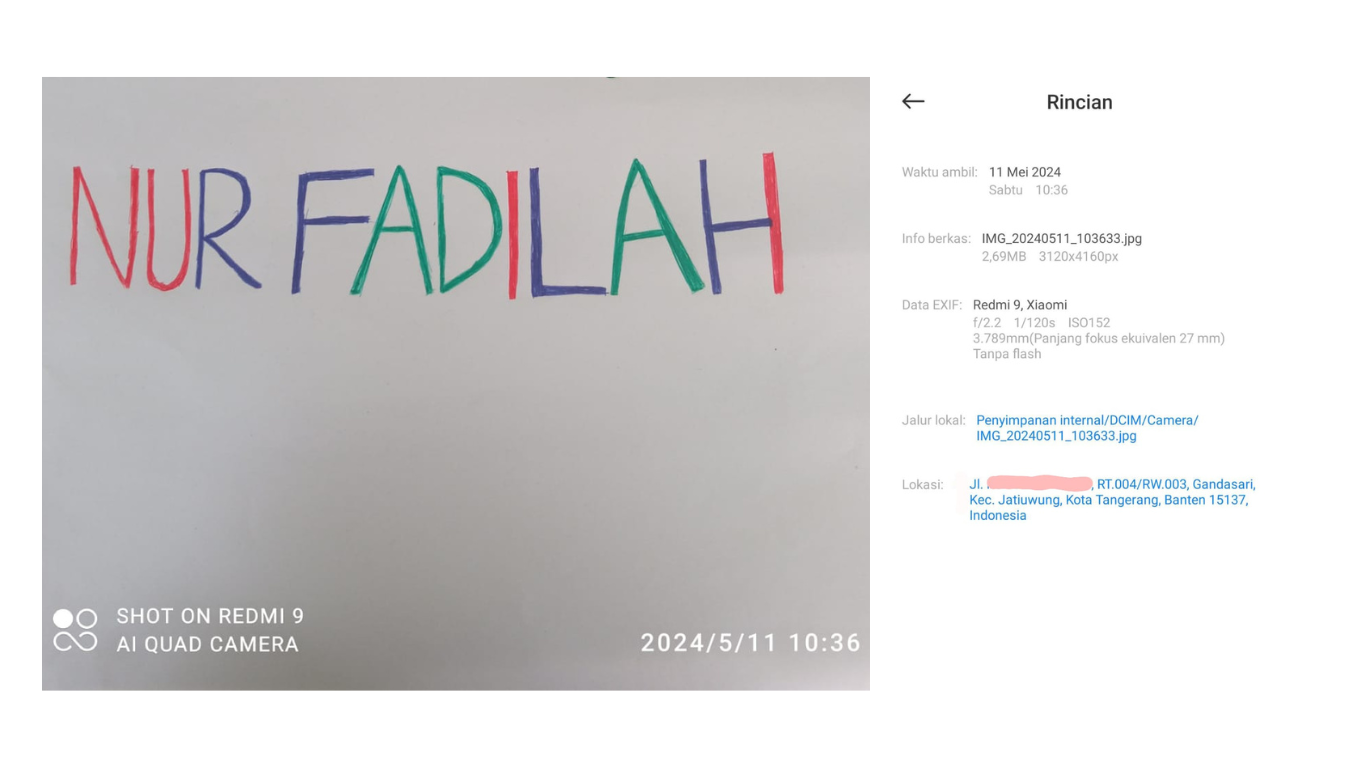 NUR FADILAH
SHOT ON REDMI 9
AI QUAD CAMERA
2024/5/11 10:36
Rincian
Waktu ambil: 11 Mei 2024
Sabtu 10:36
Info berkas: IMG_20240511_103633.jpg
2,69MB 3120x4160px
Data EXIF: Redmi 9, Xiaomi
f/2.2 1/120s ISO152
3.789mm(Panjang fokus ekuivalen 27 mm)
Tanpa flash
Jalur lokal: Penyimpanan internal/DCIM/Camera/
IMG_20240511_103633.jpg
Lokasi: Jl. , RT.004/RW.003, Gandasari,
Kec. Jatiuwung, Kota Tangerang, Banten 15137,
Indonesia